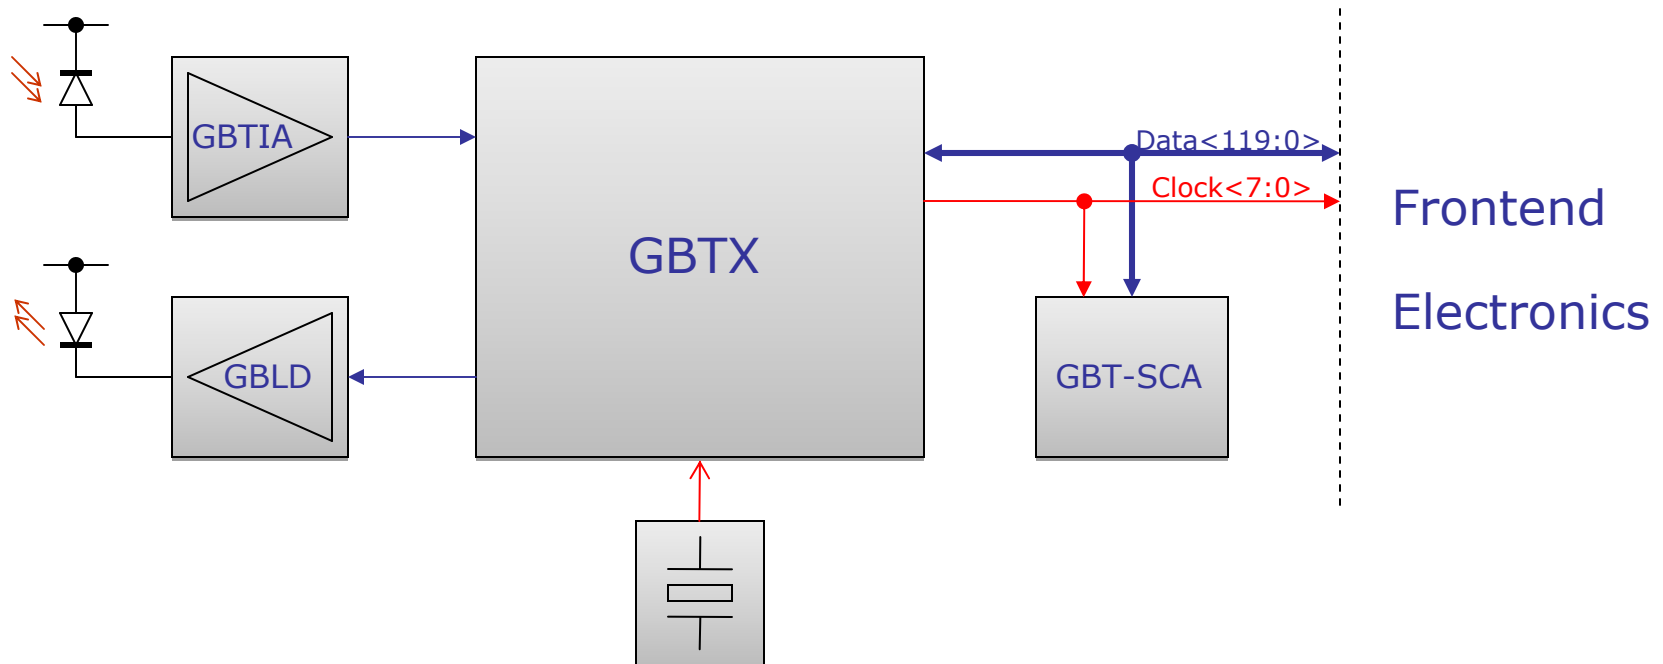 GBTIA
Data<119:0>
Clock<7:0>
Frontend
Electronics
GBTX
GBLD
GBT-SCA